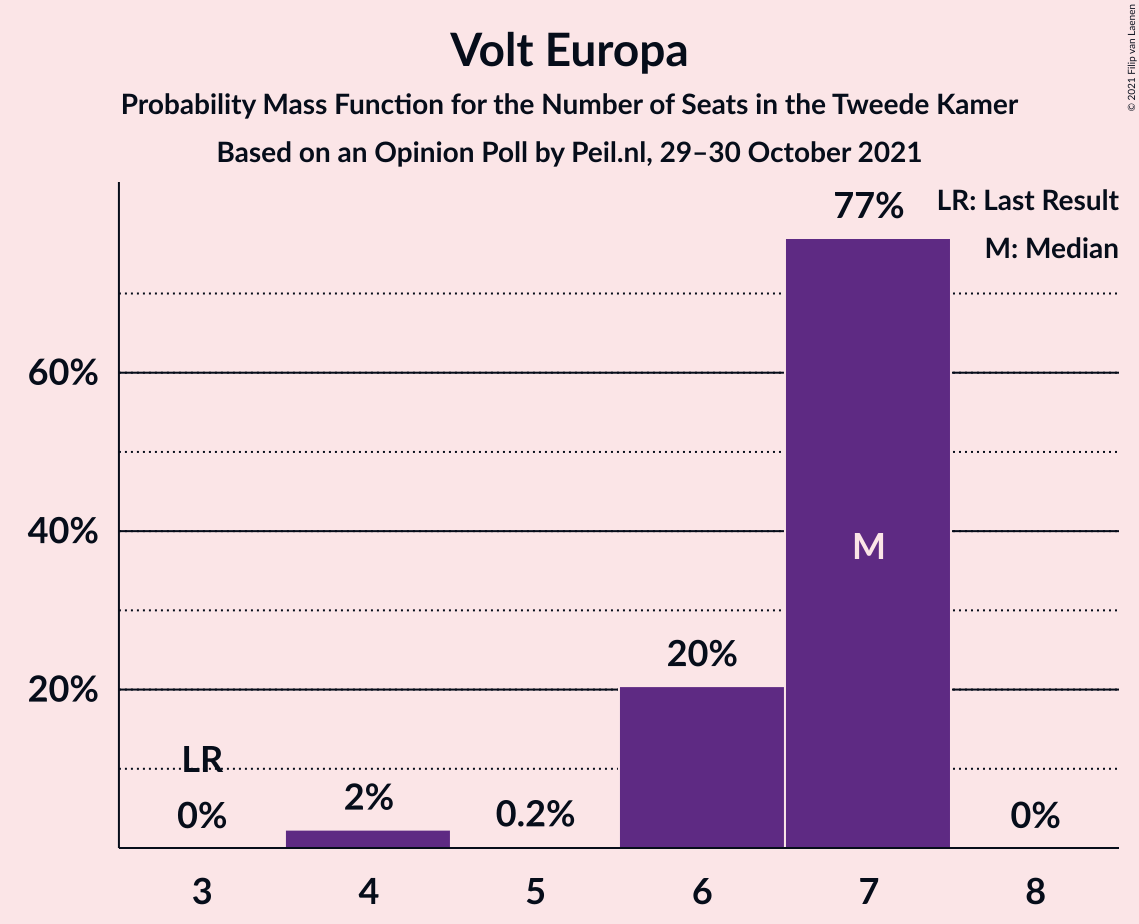 Volt Europa
Probability Mass Function for the Number of Seats in the Tweede Kamer
Based on an Opinion Poll by Peil.nl, 29–30 October 2021
© 2021 Filip van Laenen
LR: Last Result
M: Median
77%
60%
40%
M
20%
20%
LR
0%
2%
0.2%
0%
3 4 5 6 7 8